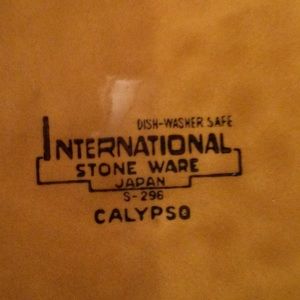 DISH-WASHER SAFE
INTERNATIONAL
STONE WARE
JAPAN
S-296
CALYPSO